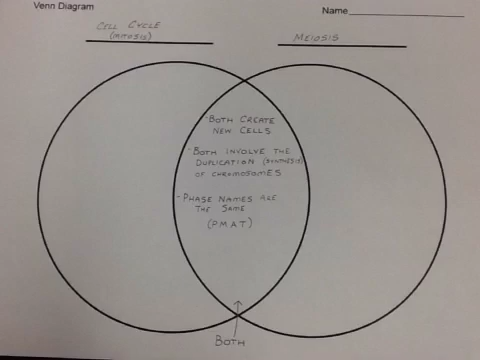 Venn Diagram
Name
CELL CYCLE
(MITOSIS)
MEIOSIS
-BOTH CREATE
NEW CELLS
-BOTH INVOLVE THE
DUPLICATION (SYNTHESIS)
OF CHROMOSOMES
-PHASE NAMES ARE
THE SAME
(PMAT)
BOTH